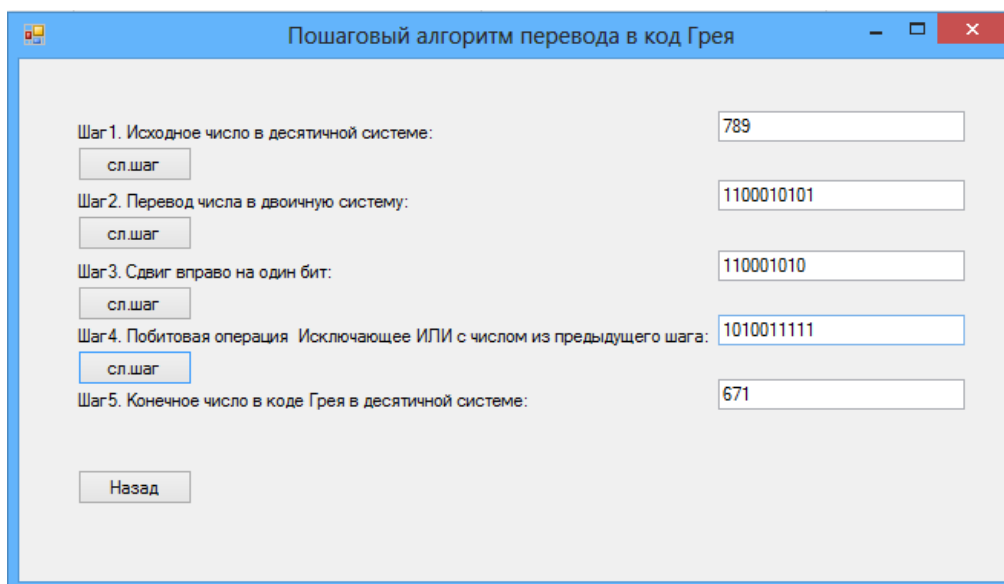 Пошаговый алгоритм перевода в код Грея
Шаг1. Исходное число в десятичной системе:
789
сл.шаг
Шаг2. Перевод числа в двоичную систему:
1100010101
сл.шаг
Шаг3. Сдвиг вправо на один бит:
110001010
сл.шаг
Шаг4. Побитовая операция  Исключающее ИЛИ с числом из предыдущего шага:
1010011111
сл.шаг
Шаг5. Конечное число в коде Грея в десятичной системе:
671
Назад